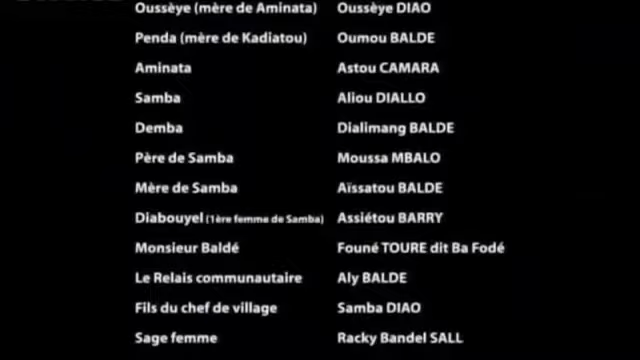 Oussèye (mère de Aminata) Oussèye DIAO
Penda (mère de Kadiatou) Oumou BALDE
Aminata Astou CAMARA
Samba Aliou DIALLO
Demba Dialimang BALDE
Père de Samba Moussa MBALO
Mère de Samba Aïssatou BALDE
Diabouyel (1ère femme de Samba) Assiétou BARRY
Monsieur Baldé Founé TOURE dit Ba Fodé
Le Relais communautaire Aly BALDE
Fils du chef de village Samba DIAO
Sage femme Racky Bandel SALL